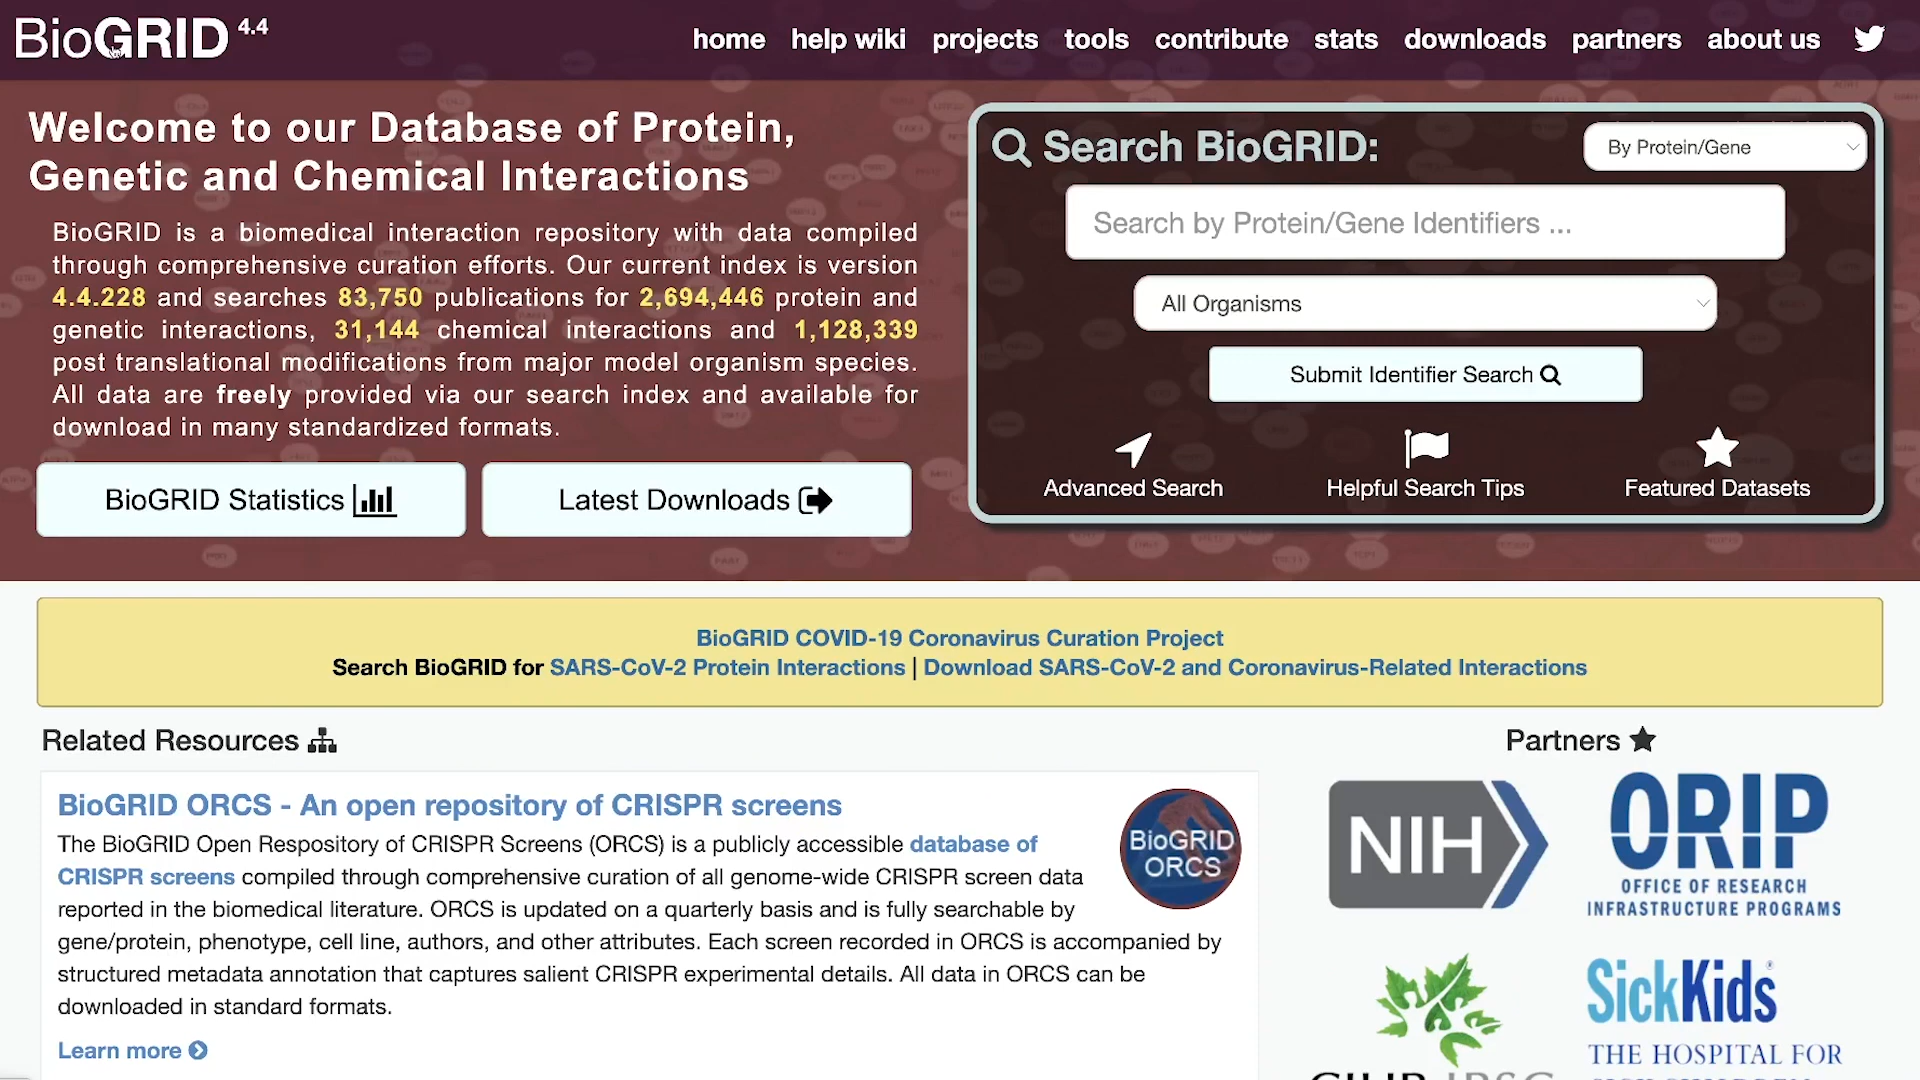 BioGRID 4.4
home help wiki projects tools contribute stats downloads partners about us
Welcome to our Database of Protein,
Genetic and Chemical Interactions
BioGRID is a biomedical interaction repository with data compiled
through comprehensive curation efforts. Our current index is version
4.4.228 and searches 83,750 publications for 2,694,446 protein and
genetic interactions, 31,144 chemical interactions and 1,128,339
post translational modifications from major model organism species.
All data are freely provided via our search index and available for
download in many standardized formats.
BioGRID Statistics
Latest Downloads
Search BioGRID:
By Protein/Gene
Search by Protein/Gene Identifiers ...
All Organisms
Submit Identifier Search
Advanced Search
Helpful Search Tips
Featured Datasets
BioGRID COVID-19 Coronavirus Curation Project
Search BioGRID for SARS-CoV-2 Protein Interactions | Download SARS-CoV-2 and Coronavirus-Related Interactions
Related Resources
BioGRID ORCS - An open repository of CRISPR screens
The BioGRID Open Respository of CRISPR Screens (ORCS) is a publicly accessible database of
CRISPR screens compiled through comprehensive curation of all genome-wide CRISPR screen data
reported in the biomedical literature. ORCS is updated on a quarterly basis and is fully searchable by
gene/protein, phenotype, cell line, authors, and other attributes. Each screen recorded in ORCS is accompanied by
structured metadata annotation that captures salient CRISPR experimental details. All data in ORCS can be
downloaded in standard formats.
Learn more
BioGRID
ORCS
Partners
NIH
ORIP
OFFICE OF RESEARCH
INFRASTRUCTURE PROGRAMS
SickKids
THE HOSPITAL FOR